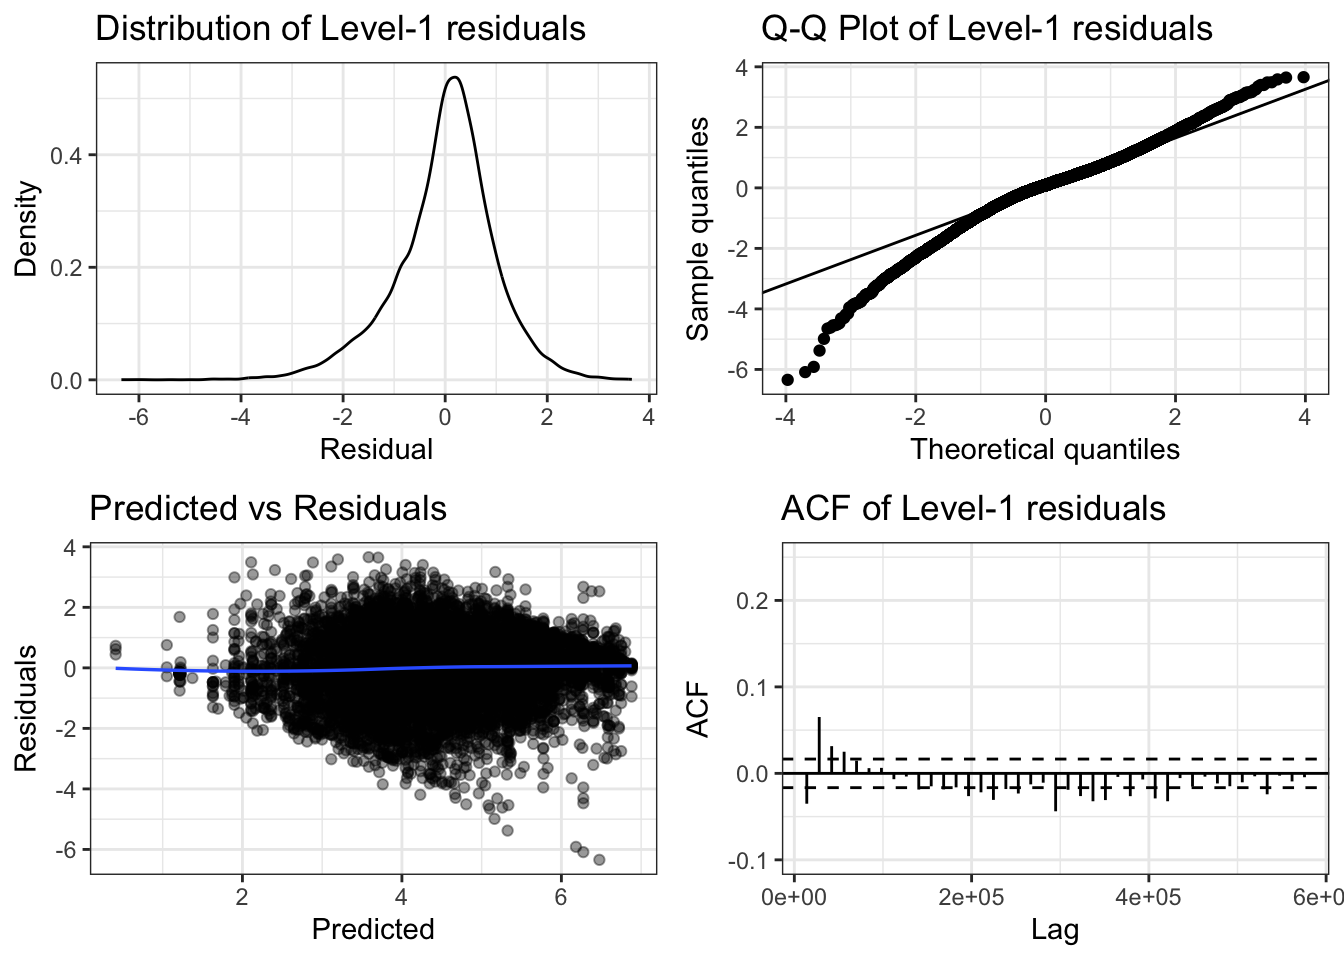 Distribution of Level-1 residuals
0.4
0.2
0.0
Density
-6 -4 -2 0 2 4
Residual
Q-Q Plot of Level-1 residuals
4
2
0
-2
-4
-6
Sample quantiles
-4 -2 0 2 4
Theoretical quantiles
Predicted vs Residuals
4
2
0
-2
-4
-6
Residuals
2 4 6
Predicted
ACF of Level-1 residuals
0.2
0.1
0.0
-0.1
ACF
0e+00 2e+05 4e+05 6e+0
Lag